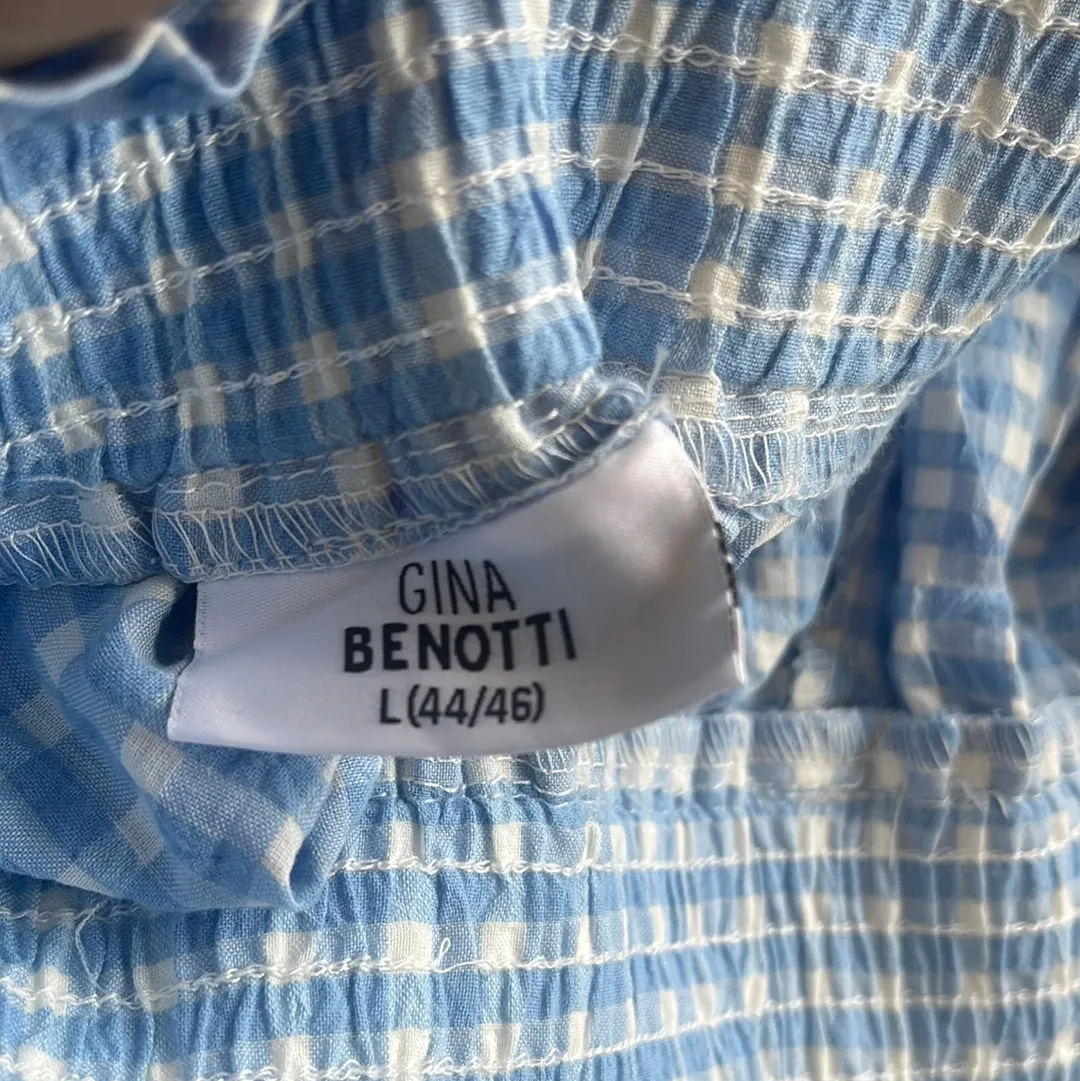 GINA
BENOTTI
L (44/46)